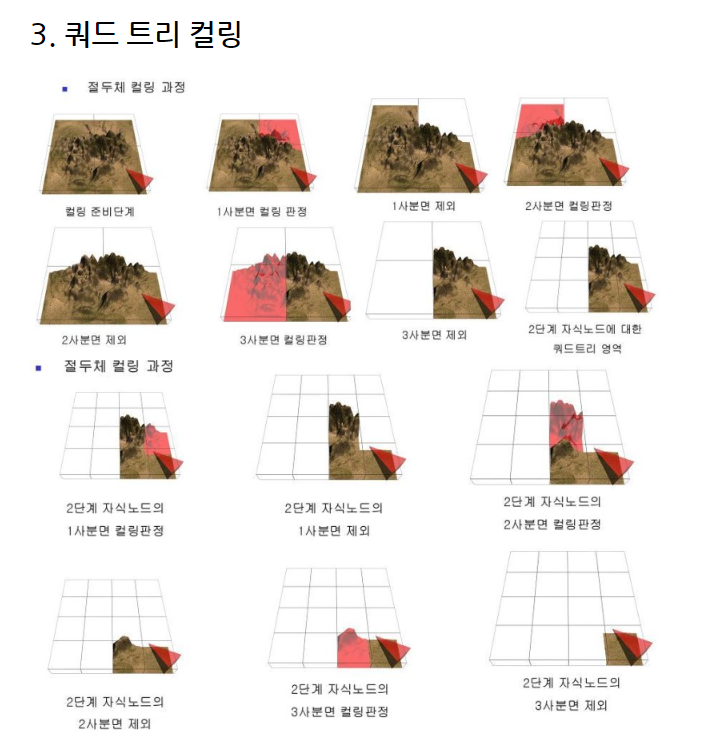 3. 쿼드 트리 컬링
절두체 컬링 과정
컬링 준비단계
1사분면 컬링 판정
1사분면 제외
2사분면 컬링판정
2사분면 제외
3사분면 컬링판정
3사분면 제외
2단계 자식노드에 대한
쿼드트리 영역
절두체 컬링 과정
2단계 자식노드의
1사분면 컬링판정
2단계 자식노드의
1사분면 제외
2단계 자식노드의
2사분면 컬링판정
2단계 자식노드의
2사분면 제외
2단계 자식노드의
3사분면 컬링판정
2단계 자식노드의
3사분면 제외